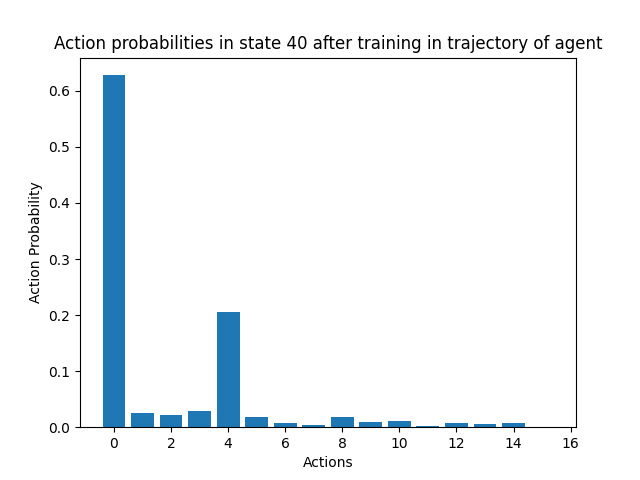 Action probabilities in state 40 after training in trajectory of agent
0.6
0.5
0.4
0.3
0.2
0.1
0.0
Action Probability
0 2 4 6 8 10 12 14 16
Actions